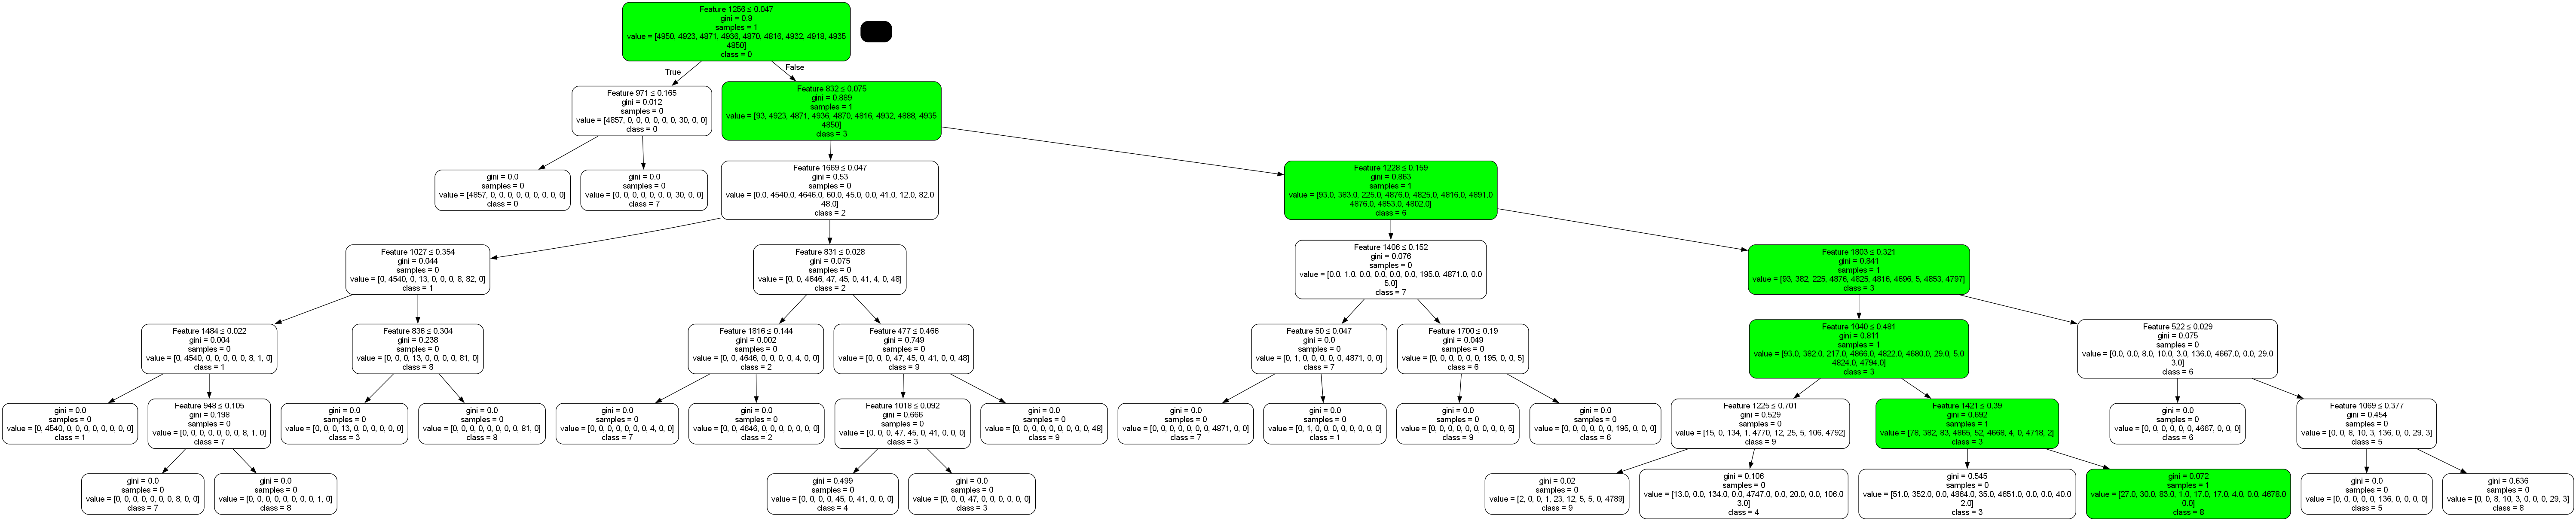 Feature 1256 ≤ 0.047
gini = 0.9
samples = 1
value = [4950, 4923, 4871, 4936, 4870, 4816, 4932, 4918, 4935
4850]
class = 0
True
False
Feature 971 ≤ 0.165
gini = 0.012
samples = 0
value = [4857, 0, 0, 0, 0, 0, 0, 30, 0, 0]
class = 0
Feature 832 ≤ 0.075
gini = 0.889
samples = 1
value = [93, 4923, 4871, 4936, 4870, 4816, 4932, 4888, 4935
4850]
class = 3
gini = 0.0
samples = 0
value = [4857, 0, 0, 0, 0, 0, 0, 0, 0, 0]
class = 0
gini = 0.0
samples = 0
value = [0, 0, 0, 0, 0, 0, 0, 30, 0, 0]
class = 7
Feature 1669 ≤ 0.047
gini = 0.53
samples = 0
value = [0.0, 4540.0, 4646.0, 60.0, 45.0, 0.0, 41.0, 12.0, 82.0
48.0]
class = 2
Feature 1228 ≤ 0.159
gini = 0.863
samples = 1
value = [93.0, 383.0, 225.0, 4876.0, 4825.0, 4816.0, 4891.0
4876.0, 4853.0, 4802.0]
class = 6
Feature 1027 ≤ 0.354
gini = 0.044
samples = 0
value = [0, 4540, 0, 13, 0, 0, 0, 8, 82, 0]
class = 1
Feature 831 ≤ 0.028
gini = 0.075
samples = 0
value = [0, 0, 4646, 47, 45, 0, 41, 4, 0, 48]
class = 2
Feature 1406 ≤ 0.152
gini = 0.076
samples = 0
value = [0.0, 1.0, 0.0, 0.0, 0.0, 0.0, 195.0, 4871.0, 0.0
5.0]
class = 7
Feature 1803 ≤ 0.321
gini = 0.841
samples = 1
value = [93, 382, 225, 4876, 4825, 4816, 4696, 5, 4853, 4797]
class = 3
Feature 1484 ≤ 0.022
gini = 0.004
samples = 0
value = [0, 4540, 0, 0, 0, 0, 0, 8, 1, 0]
class = 1
Feature 836 ≤ 0.304
gini = 0.238
samples = 0
value = [0, 0, 0, 13, 0, 0, 0, 0, 81, 0]
class = 8
Feature 1816 ≤ 0.144
gini = 0.002
samples = 0
value = [0, 0, 4646, 0, 0, 0, 0, 4, 0, 0]
class = 2
Feature 477 ≤ 0.466
gini = 0.749
samples = 0
value = [0, 0, 0, 47, 45, 0, 41, 0, 0, 48]
class = 9
Feature 50 ≤ 0.047
gini = 0.0
samples = 0
value = [0, 1, 0, 0, 0, 0, 0, 4871, 0, 0]
class = 7
Feature 1700 ≤ 0.19
gini = 0.049
samples = 0
value = [0, 0, 0, 0, 0, 0, 195, 0, 0, 5]
class = 6
Feature 1040 ≤ 0.481
gini = 0.811
samples = 1
value = [93.0, 382.0, 217.0, 4866.0, 4822.0, 4680.0, 29.0, 5.0
4824.0, 4794.0]
class = 3
Feature 522 ≤ 0.029
gini = 0.075
samples = 0
value = [0.0, 0.0, 8.0, 10.0, 3.0, 136.0, 4667.0, 0.0, 29.0
3.0]
class = 6
gini = 0.0
samples = 0
value = [0, 4540, 0, 0, 0, 0, 0, 0, 0, 0]
class = 1
Feature 948 ≤ 0.105
gini = 0.198
samples = 0
value = [0, 0, 0, 0, 0, 0, 0, 8, 1, 0]
class = 7
gini = 0.0
samples = 0
value = [0, 0, 0, 13, 0, 0, 0, 0, 0, 0]
class = 3
gini = 0.0
samples = 0
value = [0, 0, 0, 0, 0, 0, 0, 0, 81, 0]
class = 8
gini = 0.0
samples = 0
value = [0, 0, 0, 0, 0, 0, 0, 4, 0, 0]
class = 7
gini = 0.0
samples = 0
value = [0, 0, 4646, 0, 0, 0, 0, 0, 0, 0]
class = 2
Feature 1018 ≤ 0.092
gini = 0.666
samples = 0
value = [0, 0, 0, 47, 45, 0, 41, 0, 0, 0]
class = 3
gini = 0.0
samples = 0
value = [0, 0, 0, 0, 0, 0, 0, 0, 0, 48]
class = 9
gini = 0.0
samples = 0
value = [0, 0, 0, 0, 0, 0, 0, 4871, 0, 0]
class = 7
gini = 0.0
samples = 0
value = [0, 1, 0, 0, 0, 0, 0, 0, 0, 0]
class = 1
gini = 0.0
samples = 0
value = [0, 0, 0, 0, 0, 0, 0, 0, 0, 5]
class = 9
gini = 0.0
samples = 0
value = [0, 0, 0, 0, 0, 0, 195, 0, 0, 0]
class = 6
Feature 1225 ≤ 0.701
gini = 0.529
samples = 0
value = [15, 0, 134, 1, 4770, 12, 25, 5, 106, 4792]
class = 9
Feature 1421 ≤ 0.39
gini = 0.692
samples = 1
value = [78, 382, 83, 4865, 52, 4668, 4, 0, 4718, 2]
class = 3
gini = 0.0
samples = 0
value = [0, 0, 0, 0, 0, 0, 4667, 0, 0, 0]
class = 6
Feature 1069 ≤ 0.377
gini = 0.454
samples = 0
value = [0, 0, 8, 10, 3, 136, 0, 0, 29, 3]
class = 5
gini = 0.0
samples = 0
value = [0, 0, 0, 0, 0, 0, 0, 8, 0, 0]
class = 7
gini = 0.0
samples = 0
value = [0, 0, 0, 0, 0, 0, 0, 0, 1, 0]
class = 8
gini = 0.499
samples = 0
value = [0, 0, 0, 0, 45, 0, 41, 0, 0, 0]
class = 4
gini = 0.0
samples = 0
value = [0, 0, 0, 47, 0, 0, 0, 0, 0, 0]
class = 3
gini = 0.02
samples = 0
value = [2, 0, 0, 1, 23, 12, 5, 5, 0, 4789]
class = 9
gini = 0.106
samples = 0
value = [13.0, 0.0, 134.0, 0.0, 4747.0, 0.0, 20.0, 0.0, 106.0
3.0]
class = 4
gini = 0.545
samples = 0
value = [51.0, 352.0, 0.0, 4864.0, 35.0, 4651.0, 0.0, 0.0, 40.0
2.0]
class = 3
gini = 0.072
samples = 1
value = [27.0, 30.0, 83.0, 1.0, 17.0, 17.0, 4.0, 0.0, 4678.0
0.0]
class = 8
gini = 0.0
samples = 0
value = [0, 0, 0, 0, 0, 136, 0, 0, 0, 0]
class = 5
gini = 0.636
samples = 0
value = [0, 0, 8, 10, 3, 0, 0, 0, 29, 3]
class = 8